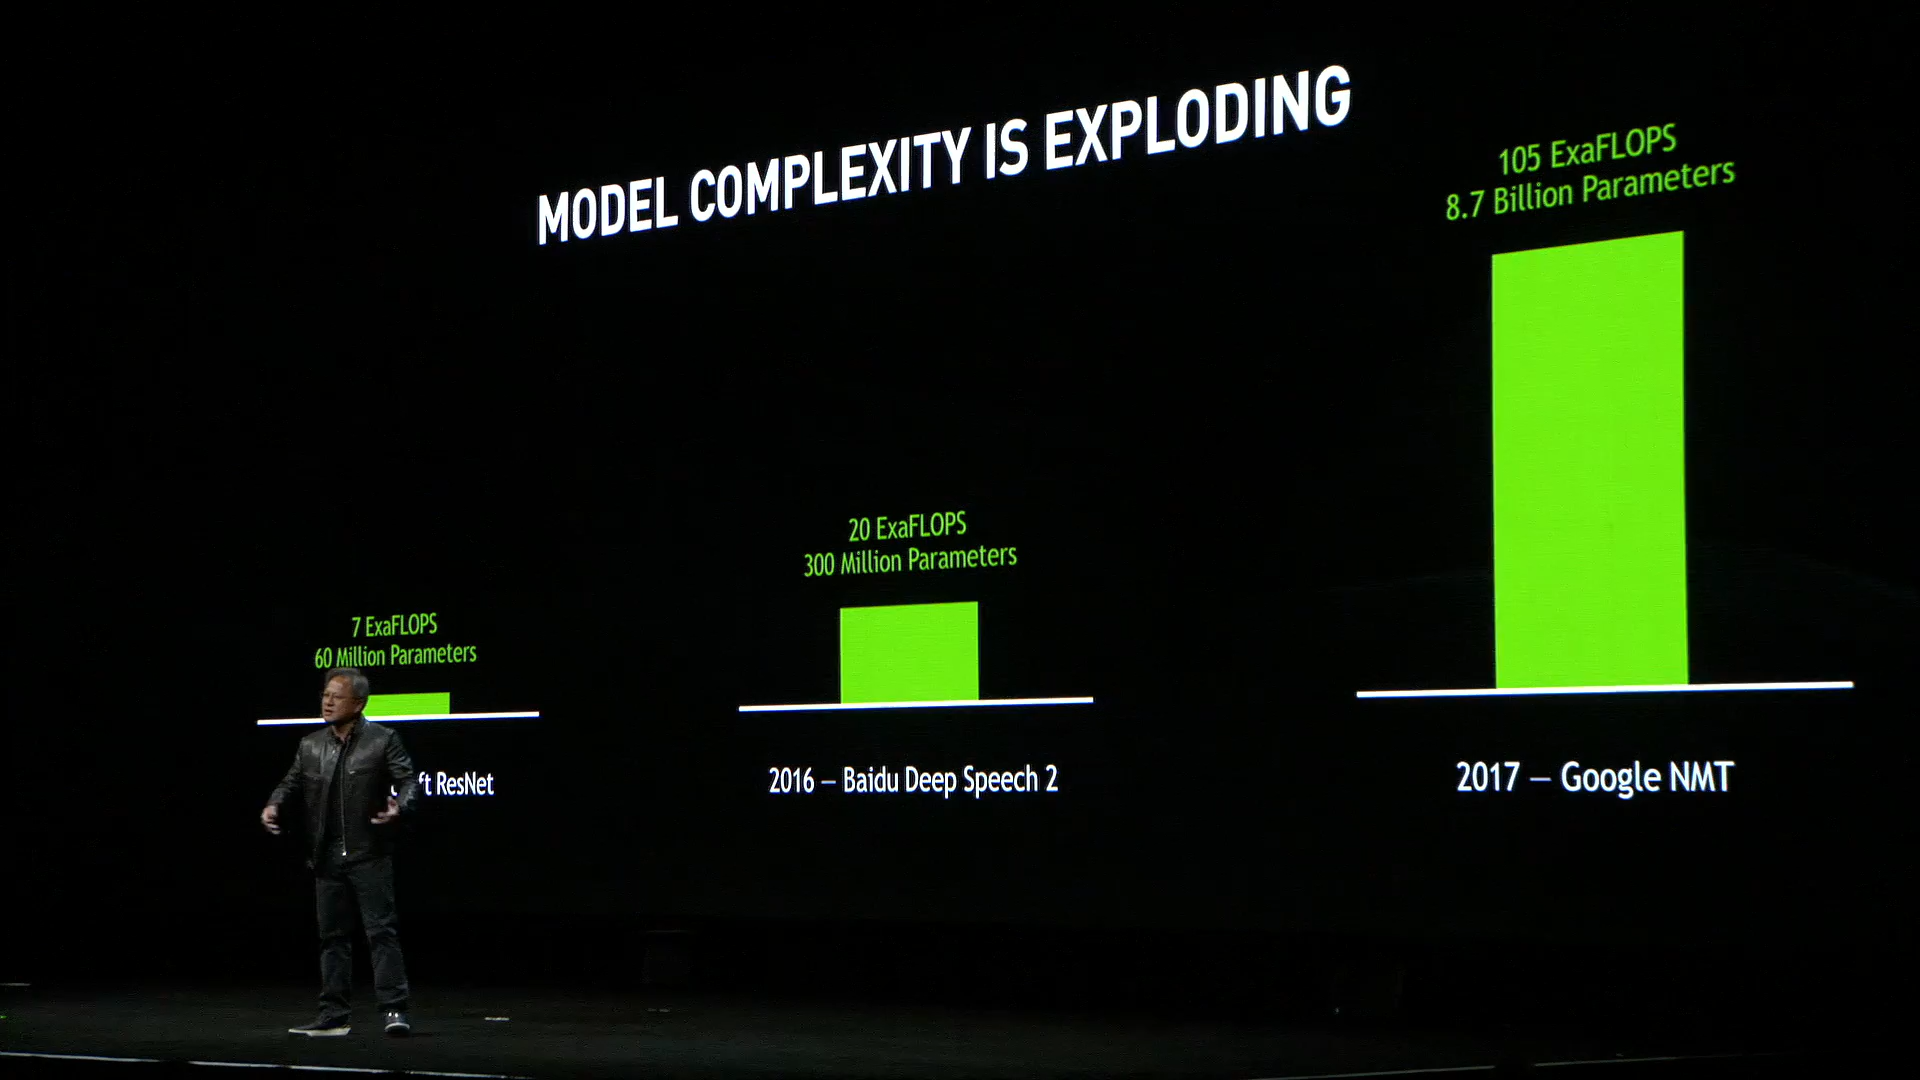 MODEL COMPLEXITY IS EXPLODING
105 ExaFLOPS
8.7 Billion Parameters
20 ExaFLOPS
300 Million Parameters
7 ExaFLOPS
60 Million Parameters
ResNet
2016 – Baidu Deep Speech 2
2017 – Google NMT